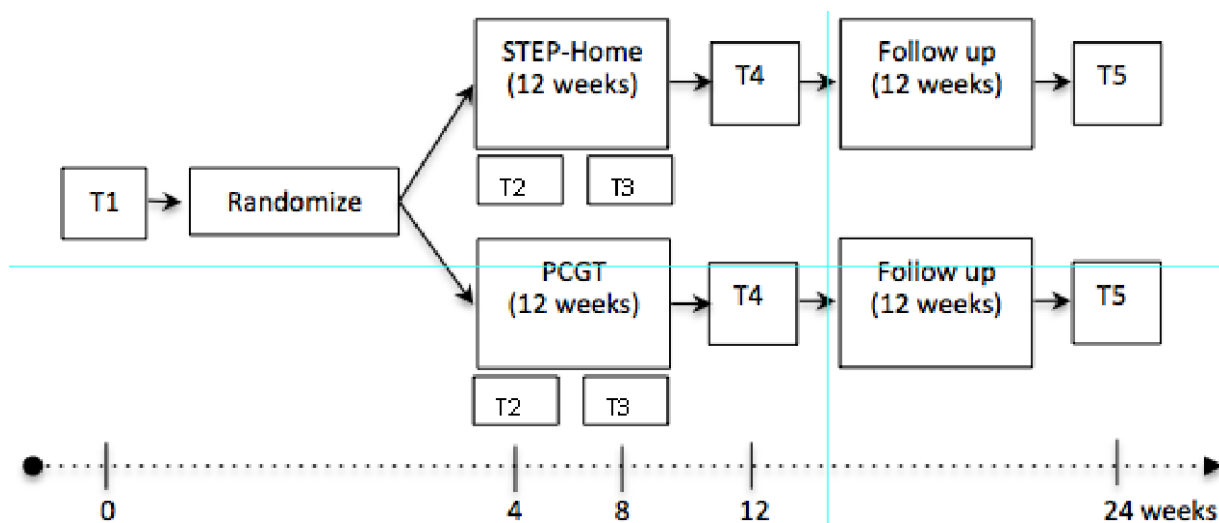 STEP-Home
(12 weeks)
T4
Follow up
(12 weeks)
T5
T2
T3
T1
Randomize
PCGT
(12 weeks)
T4
Follow up
(12 weeks)
T5
T2
T3
0
4
8
12
24 weeks